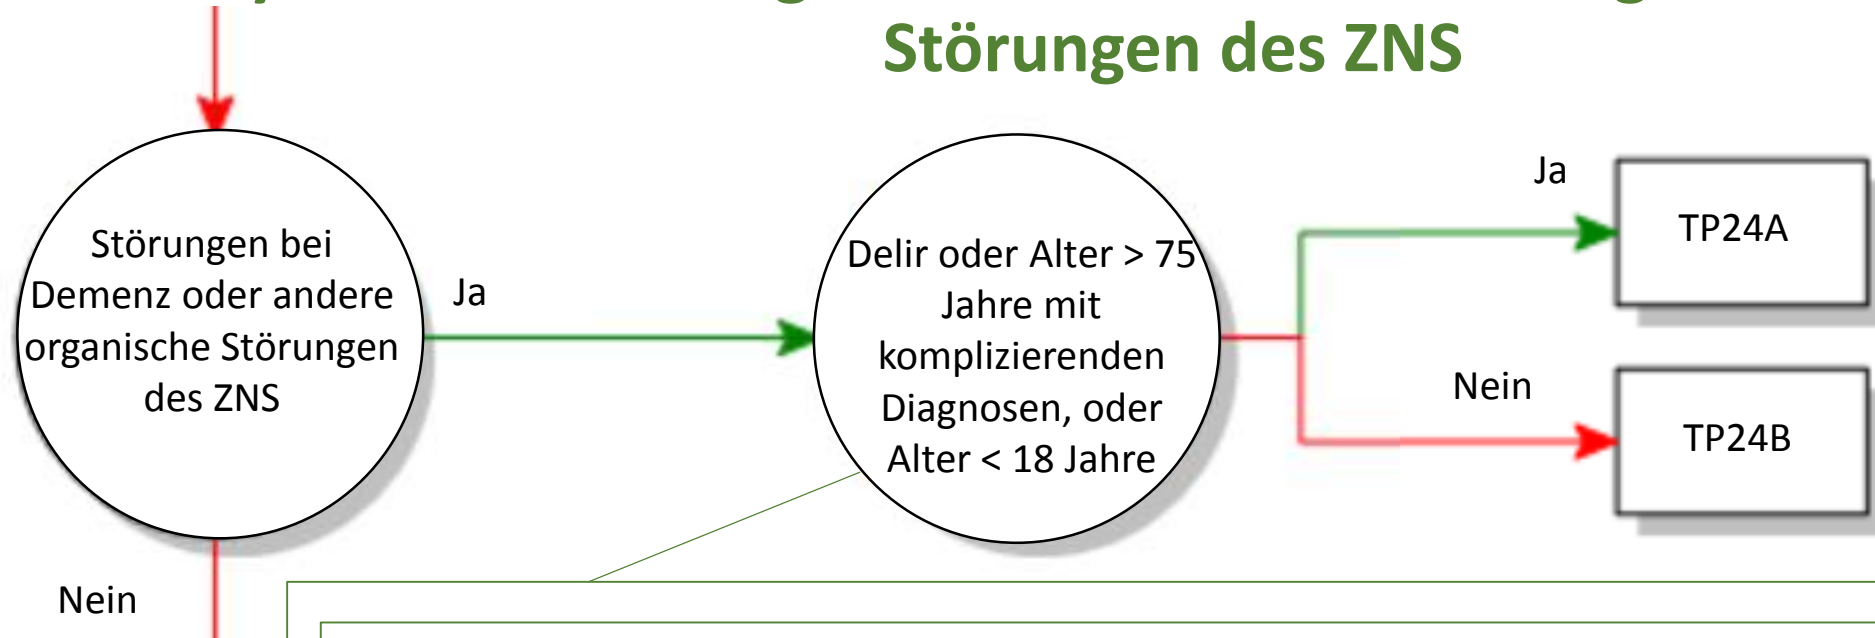 Störungen des ZNS
Störungen bei
Demenz oder andere
organische Störungen
des ZNS
Ja
Delir oder Alter > 75
Jahre mit
komplizierenden
Diagnosen, oder
Alter < 18 Jahre
Ja
TP24A
Nein
TP24B
Nein